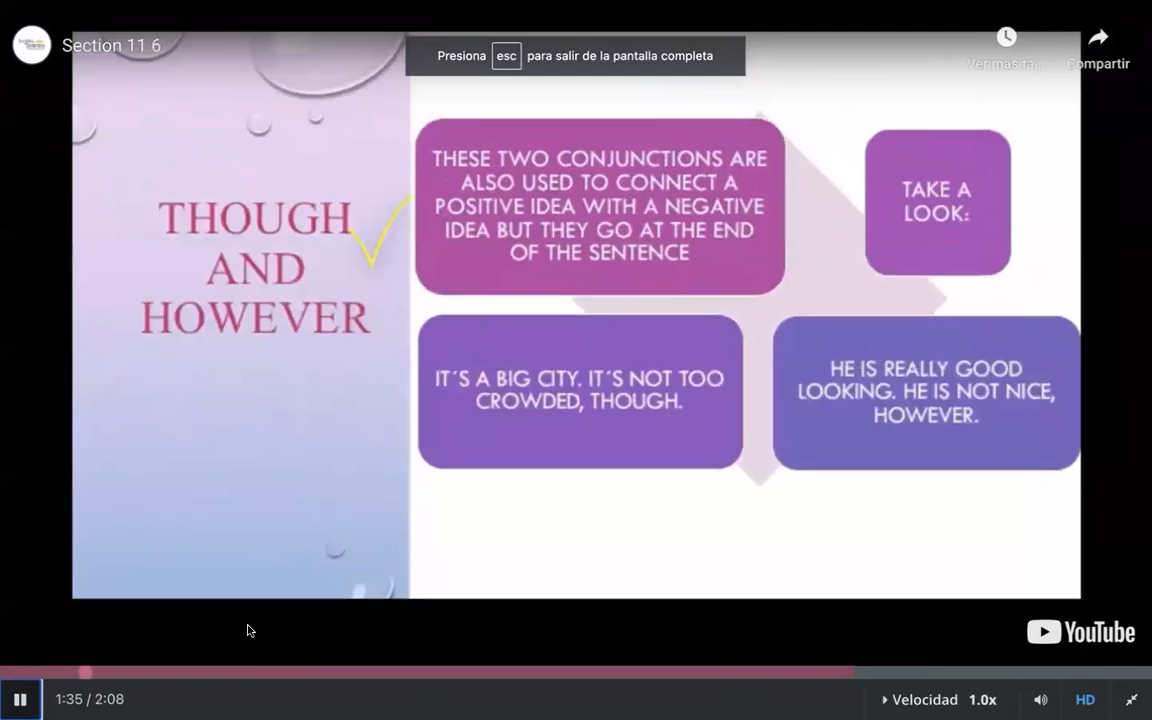 Section 11 6
Presiona esc para salir de la pantalla completa
Ver más ta...
Compartir
THOUGH
AND
HOWEVER
THESE TWO CONJUNCTIONS ARE
ALSO USED TO CONNECT A
POSITIVE IDEA WITH A NEGATIVE
IDEA BUT THEY GO AT THE END
OF THE SENTENCE
TAKE A
LOOK:
IT´S A BIG CITY. IT´S NOT TOO
CROWDED, THOUGH.
HE IS REALLY GOOD
LOOKING. HE IS NOT NICE,
HOWEVER.
YouTube
1:35 / 2:08
Velocidad 1.0x
HD